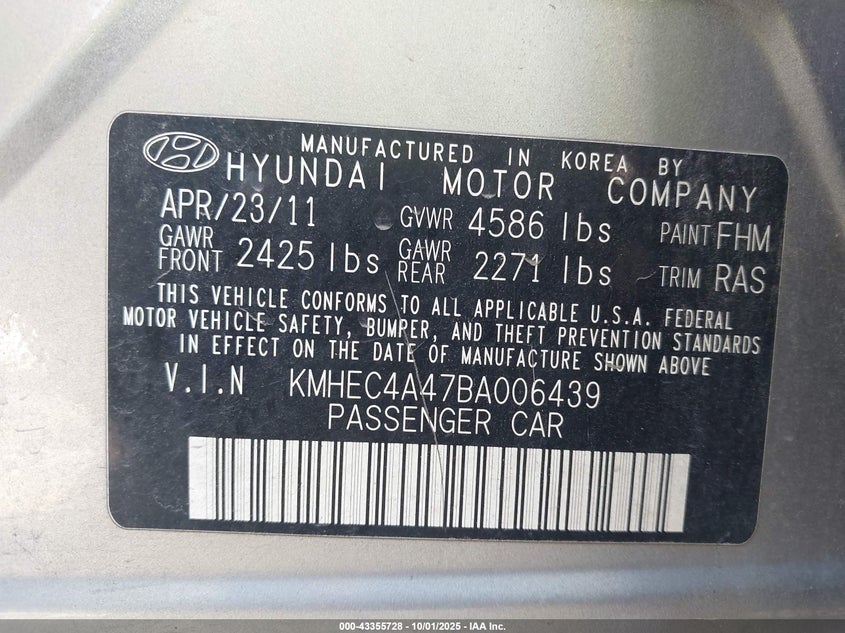 MANUFACTURED IN KOREA BY
HYUNDAI MOTOR COMPANY
APR/23/11 GVWR 4586 lbs PAINT FHM
GAWR FRONT 2425 lbs GAWR REAR 2271 lbs TRIM RAS
THIS VEHICLE CONFORMS TO ALL APPLICABLE U.S.A. FEDERAL
MOTOR VEHICLE SAFETY, BUMPER, AND THEFT PREVENTION STANDARDS
IN EFFECT ON THE DATE OF MANUFACTURE SHOWN ABOVE
V.I.N KMHEC4A47BA006439
PASSENGER CAR
000-43355728 - 10/01/2025 - IAA Inc.